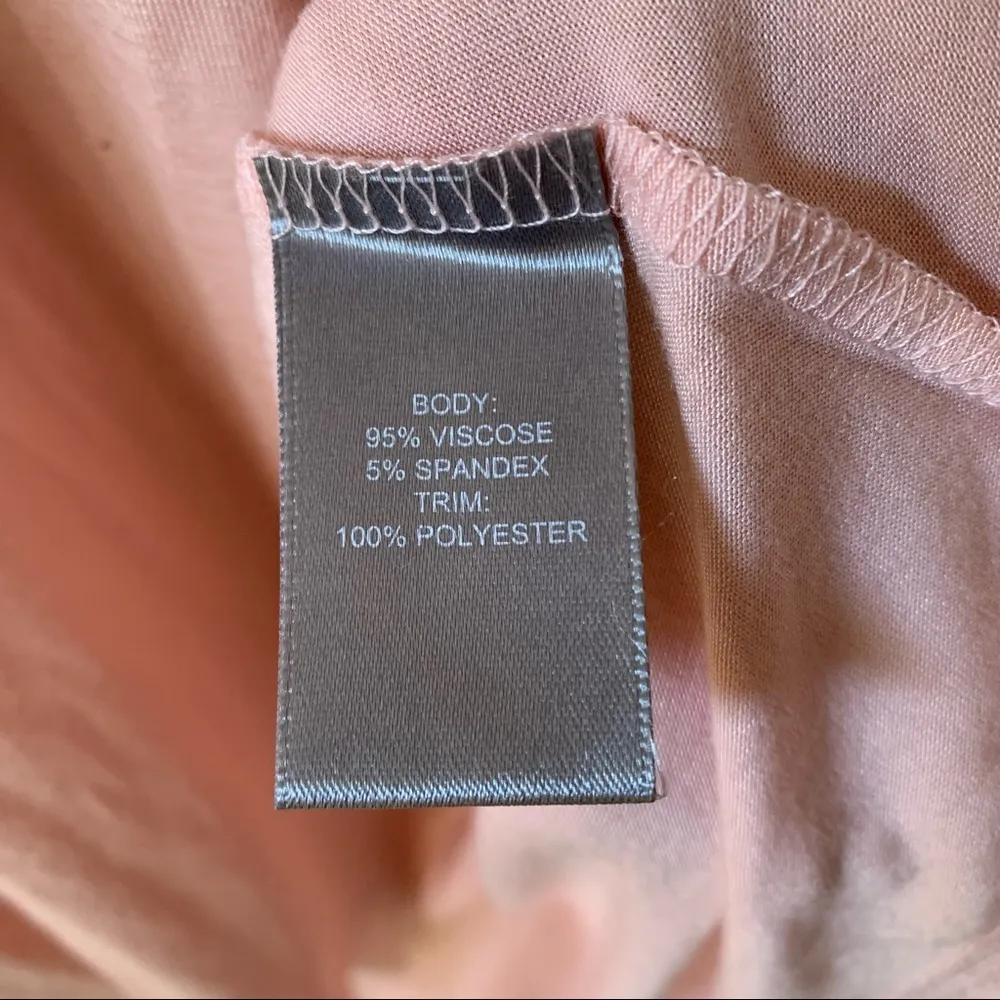 BODY:
95% VISCOSE
5% SPANDEX
TRIM:
100% POLYESTER